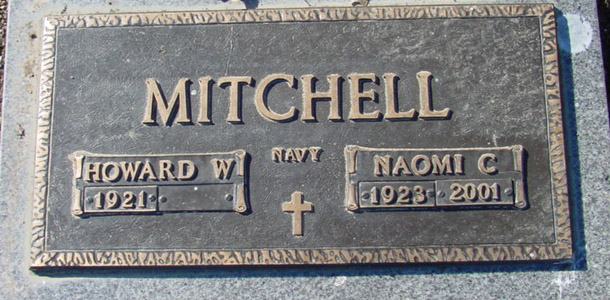 MITCHELL
NAVY
HOWARD W
1921
NAOMI C
1923 2001